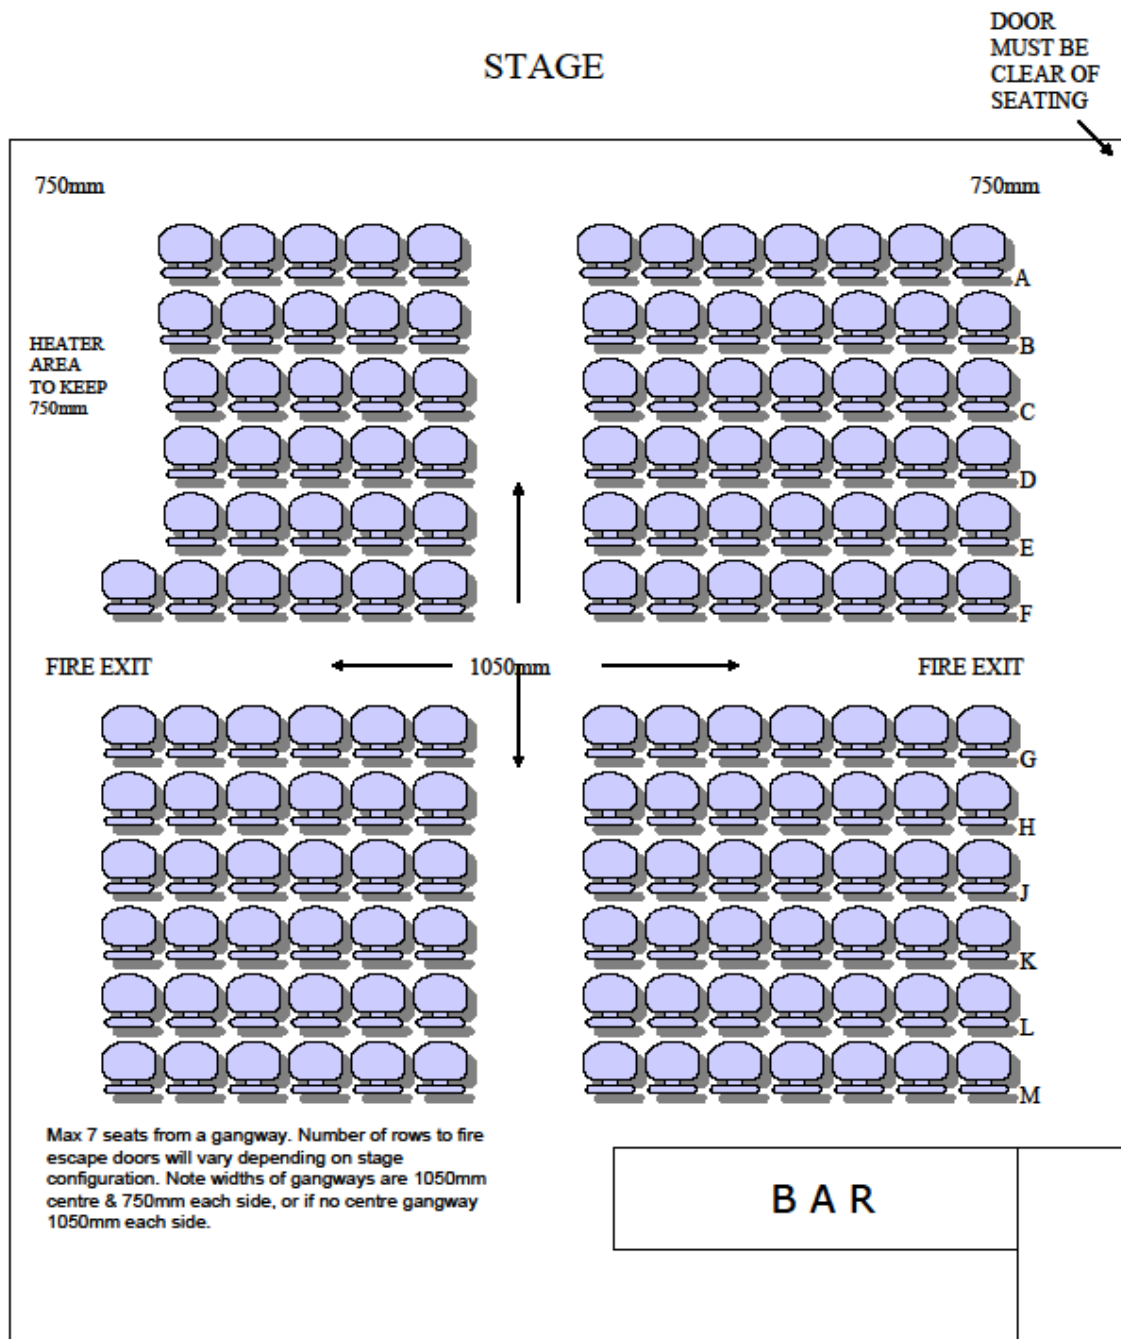 DOOR
MUST BE
CLEAR OF
SEATING
STAGE
750mm
750mm
A
B
HEATER
AREA
TO KEEP
750mm
C
D
E
F
FIRE EXIT
1050mm
FIRE EXIT
G
H
J
K
L
M
Max 7 seats from a gangway. Number of rows to fire
escape doors will vary depending on stage
configuration. Note widths of gangways are 1050mm
centre & 750mm each side, or if no centre gangway
1050mm each side.
BAR